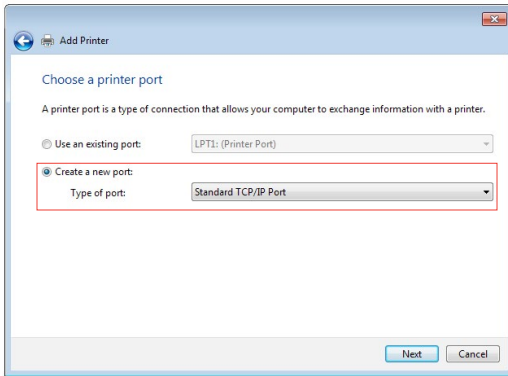 Add Printer
Choose a printer port
A printer port is a type of connection that allows your computer to exchange information with a printer.
Use an existing port: LPT1: (Printer Port)
Create a new port:
Type of port: Standard TCP/IP Port
Next Cancel